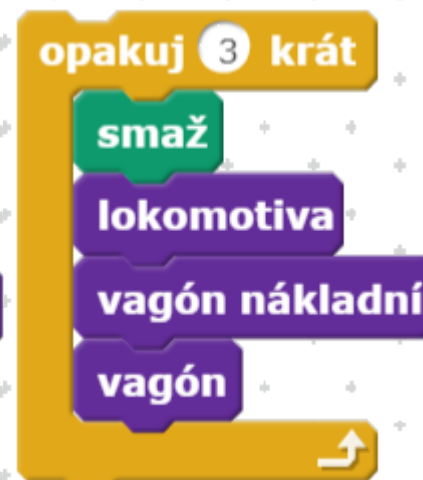 opakuj 3 krát
smaž
lokomotiva
vagón nákladní
vagón